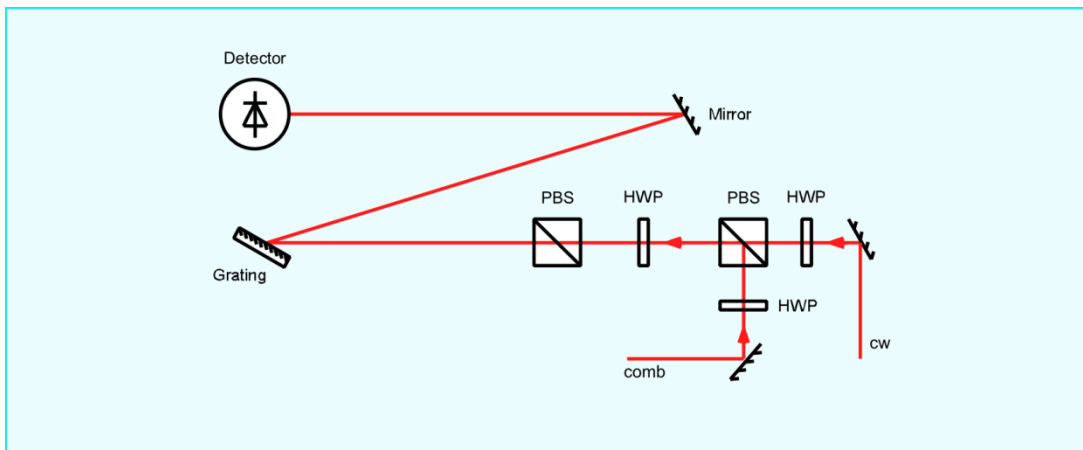 Detector
Mirror
PBS
HWP
PBS
HWP
Grating
HWP
comb
cw